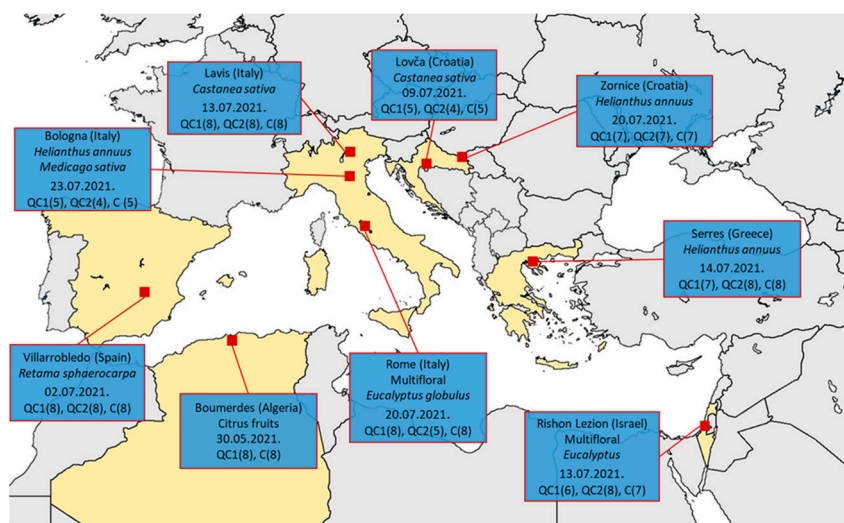 Lavis (Italy)
Castanea sativa
13.07.2021.
QC1(8), QC2(8), C(8)
Lovča (Croatia)
Castanea sativa
09.07.2021.
QC1(5), QC2(4), C(5)
Zornice (Croatia)
Helianthus annuus
20.07.2021.
QC1(7), QC2(7), C(7)
Bologna (Italy)
Helianthus annuus
Medicago sativa
23.07.2021.
QC1(5), QC2(4), C (5)
Serres (Greece)
Helianthus annuus
14.07.2021.
QC1(7), QC2(8), C(8)
Villarrobledo (Spain)
Retama sphaerocarpa
02.07.2021.
QC1(8), QC2(8), C(8)
Boumerdes (Algeria)
Citrus fruits
30.05.2021.
QC1(8), C(8)
Rome (Italy)
Multifloral
Eucalyptus globulus
20.07.2021.
QC1(8), QC2(5), C(8)
Rishon Lezion (Israel)
Multifloral
Eucalyptus
13.07.2021.
QC1(6), QC2(8), C(7)